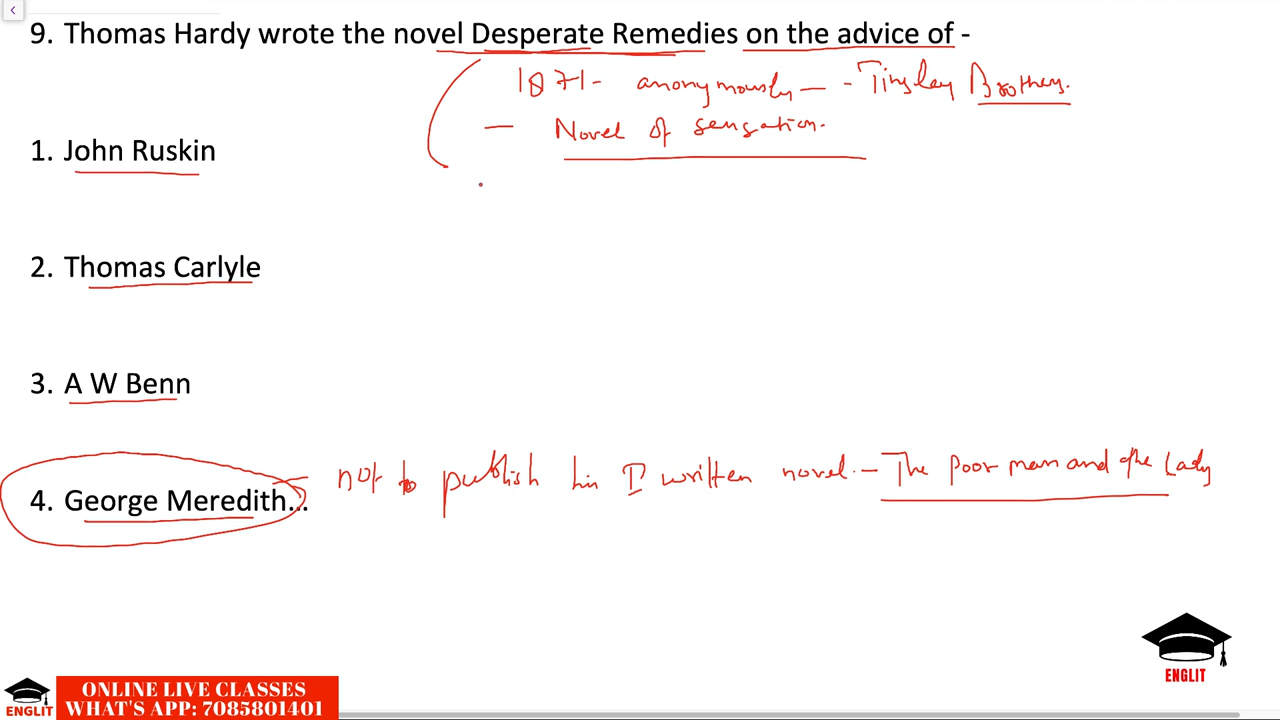 9. Thomas Hardy wrote the novel Desperate Remedies on the advice of -
1871- anonymously - - Tinsley Brothers.
- Novel of sensation.
1. John Ruskin
2. Thomas Carlyle
3. A W Benn
4. George Meredith... - not to publish his I written novel. - The Poor man and the Lady
ENGLIT
ENGLIT
ONLINE LIVE CLASSES
WHAT'S APP: 7085801401